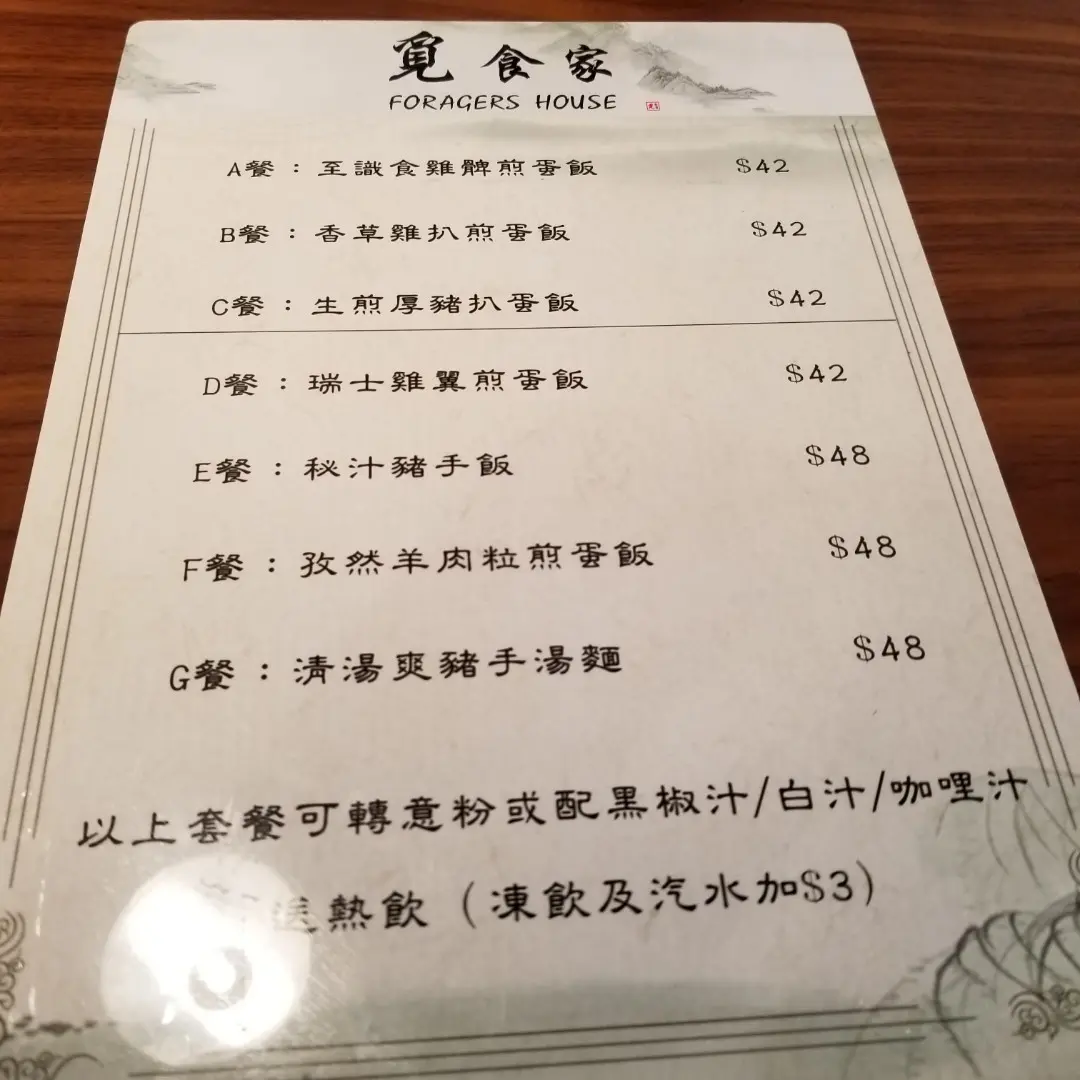 覓食家
FORAGERS HOUSE
A餐：至識食雞髀煎蛋飯 $42
B餐：香草雞扒煎蛋飯 $42
C餐：生煎厚豬扒蛋飯 $42
D餐：瑞士雞翼煎蛋飯 $42
E餐：秘汁豬手飯 $48
F餐：孜然羊肉粒煎蛋飯 $48
G餐：清湯爽豬手湯麵 $48
以上套餐可轉意粉或配黑椒汁/白汁/咖哩汁
送熱飲（凍飲及汽水加$3）